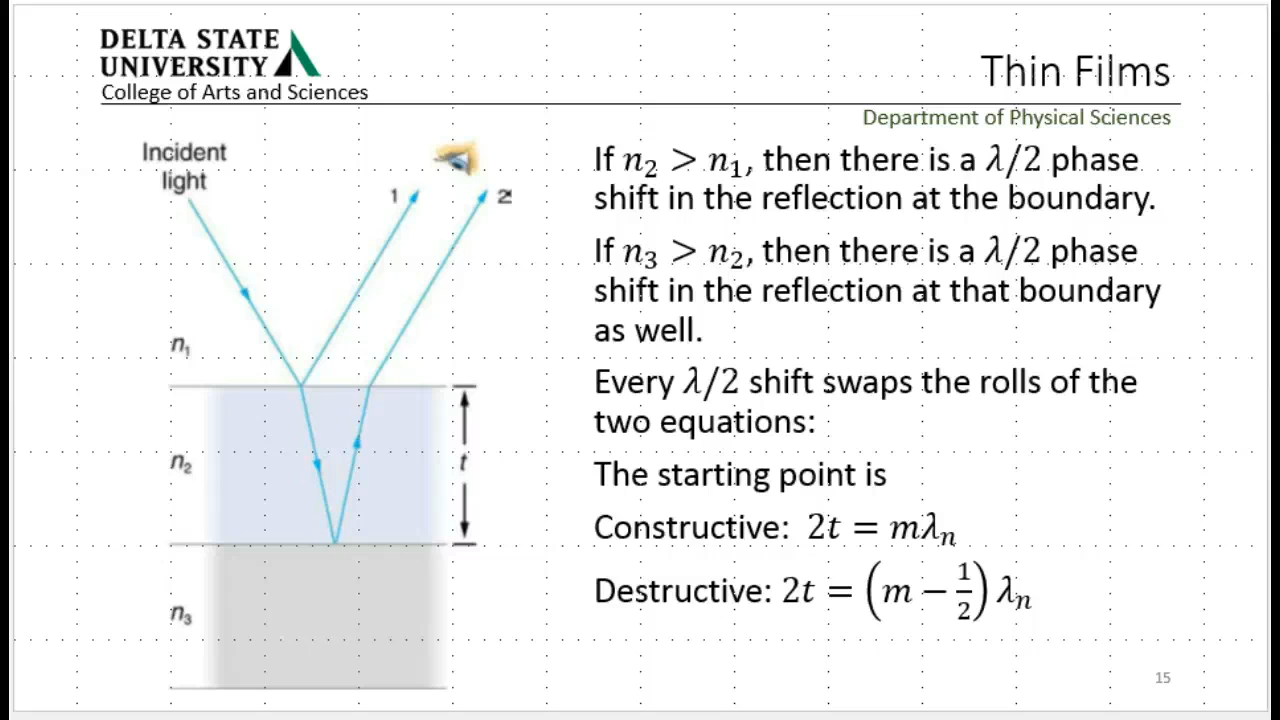 DELTA STATE
UNIVERSITY
College of Arts and Sciences
Thin Films
Department of Physical Sciences
Incident
light
1
2
n₁
n₂
t
n₃
If n₂ > n₁, then there is a λ/2 phase
shift in the reflection at the boundary.
If n₃ > n₂, then there is a λ/2 phase
shift in the reflection at that boundary
as well.
Every λ/2 shift swaps the rolls of the
two equations:
The starting point is
Constructive: 2t = mλₙ
Destructive: 2t = (m − 1/2) λₙ
15